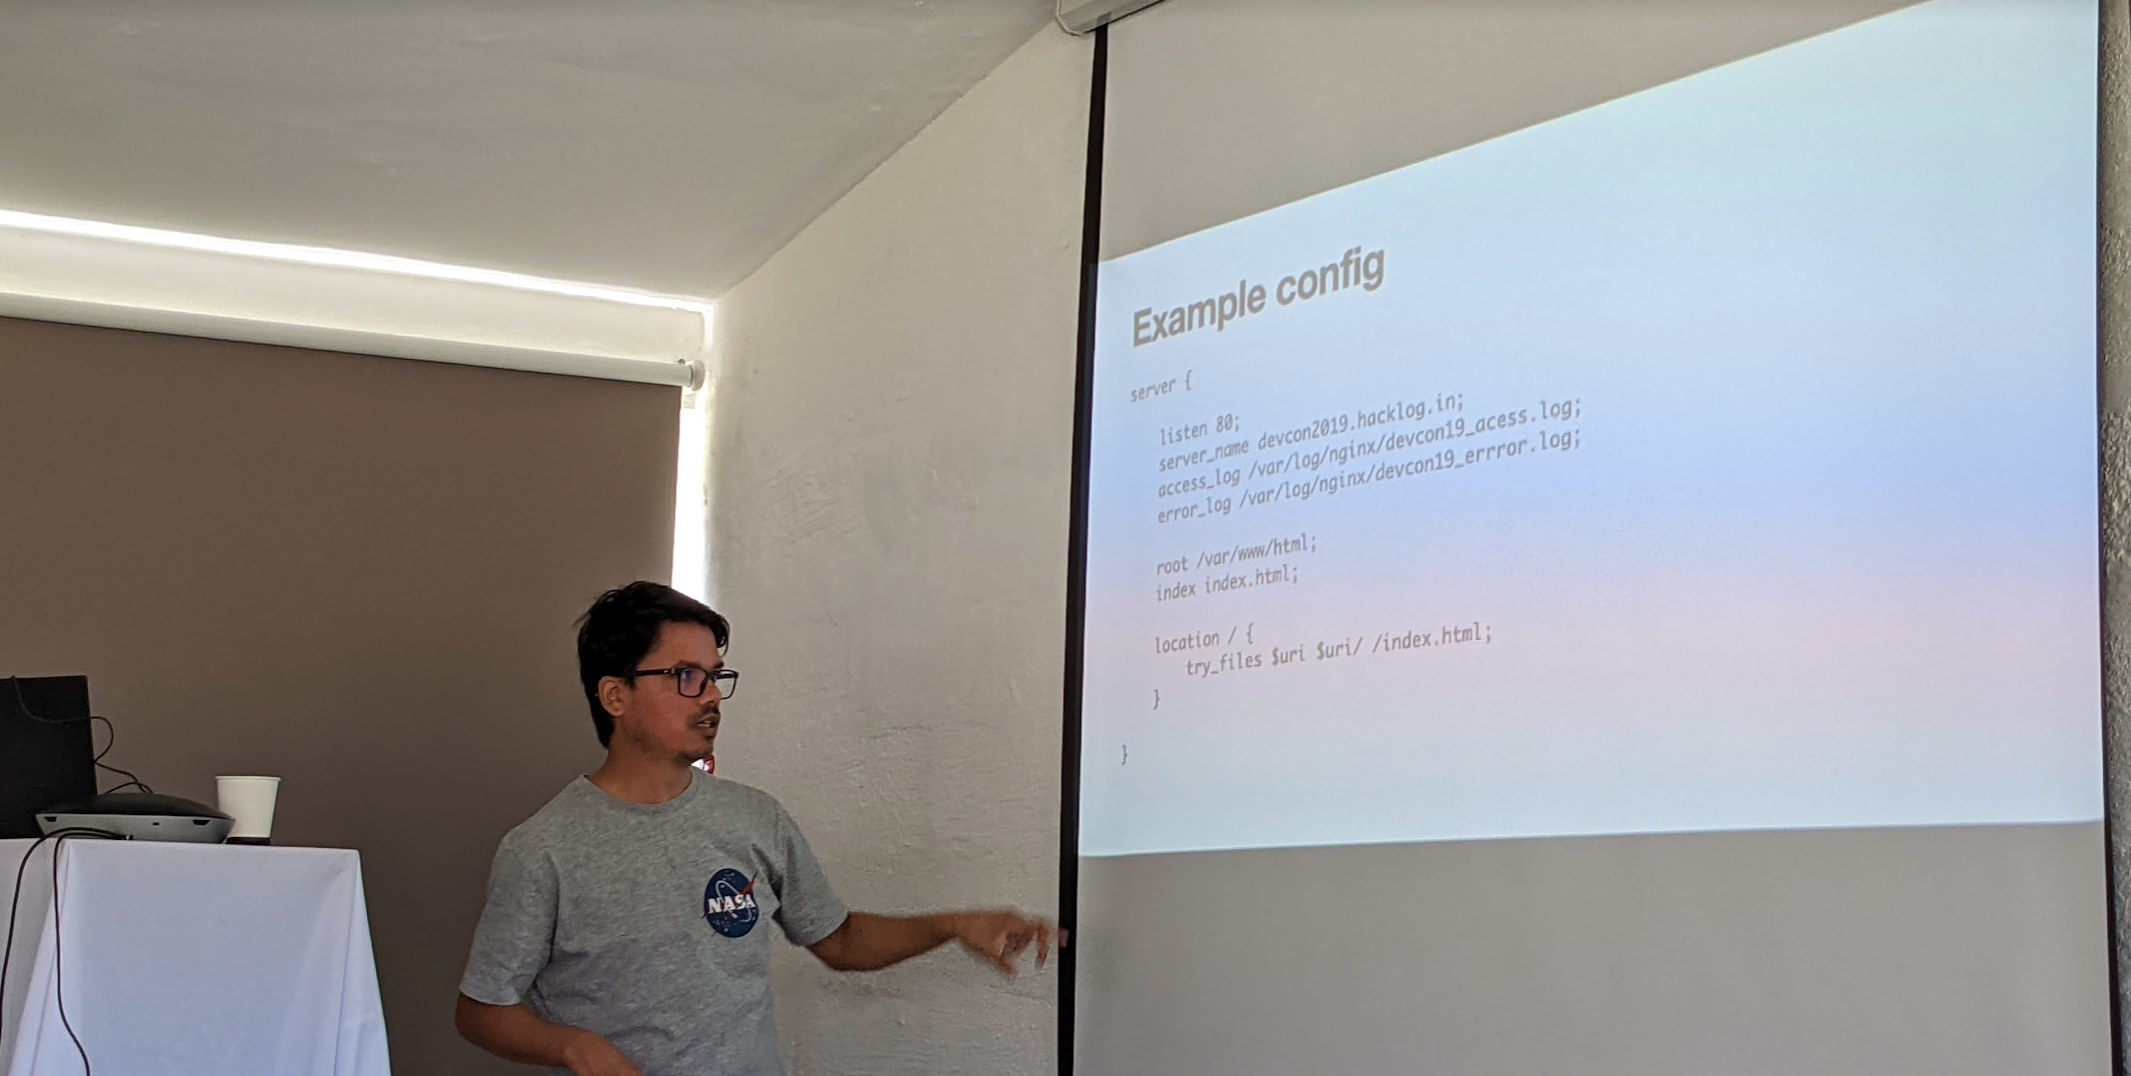 Example config
server {
listen 80;
server_name devcon2019.hacklog.in;
access_log /var/log/nginx/devcon19_acess.log;
error_log /var/log/nginx/devcon19_errror.log;
root /var/www/html;
index index.html;
location / {
try_files $uri $uri/ /index.html;
}
}
NASA